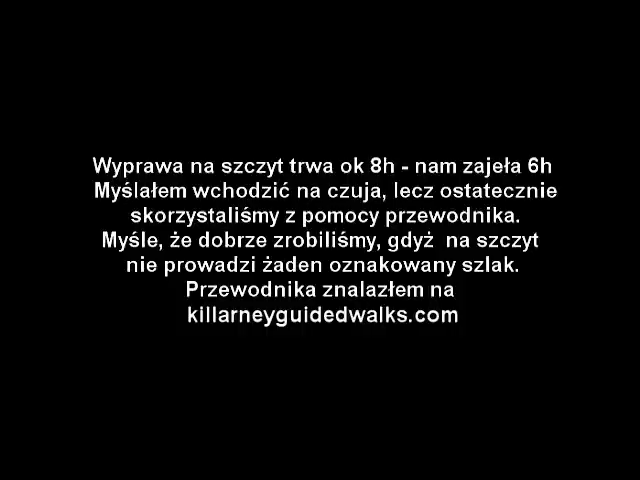 Wyprawa na szczyt trwa ok 8h - nam zajeła 6h
Myślałem wchodzić na czuja, lecz ostatecznie
skorzystaliśmy z pomocy przewodnika.
Myśle, że dobrze zrobiliśmy, gdyż na szczyt
nie prowadzi żaden oznakowany szlak.
Przewodnika znalazłem na
killarneyguidedwalks.com